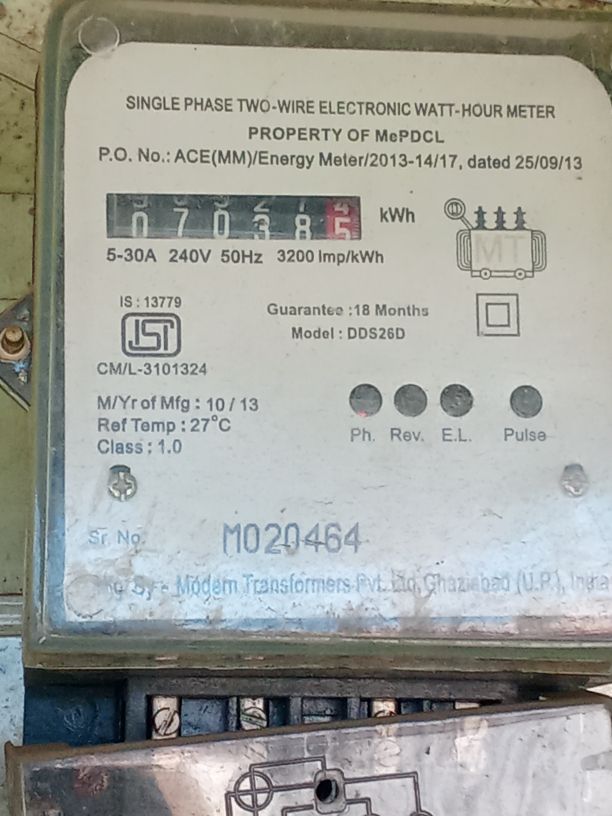 SINGLE PHASE TWO-WIRE ELECTRONIC WATT-HOUR METER
PROPERTY OF MePDCL
P.O. No.: ACE(MM)/Energy Meter/2013-14/17, dated 25/09/13
070385 kWh
5-30A 240V 50Hz 3200 Imp/kWh
MT
IS : 13779
ISI
CM/L-3101324
Guarantee :18 Months
Model : DDS26D
M/Yr of Mfg : 10 / 13
Ref Temp : 27°C
Class : 1.0
Ph. Rev. E.L. Pulse
Sr No. M020464
By - Modern Transformers Pvt. Ltd, Ghaziabad (U.P.), India